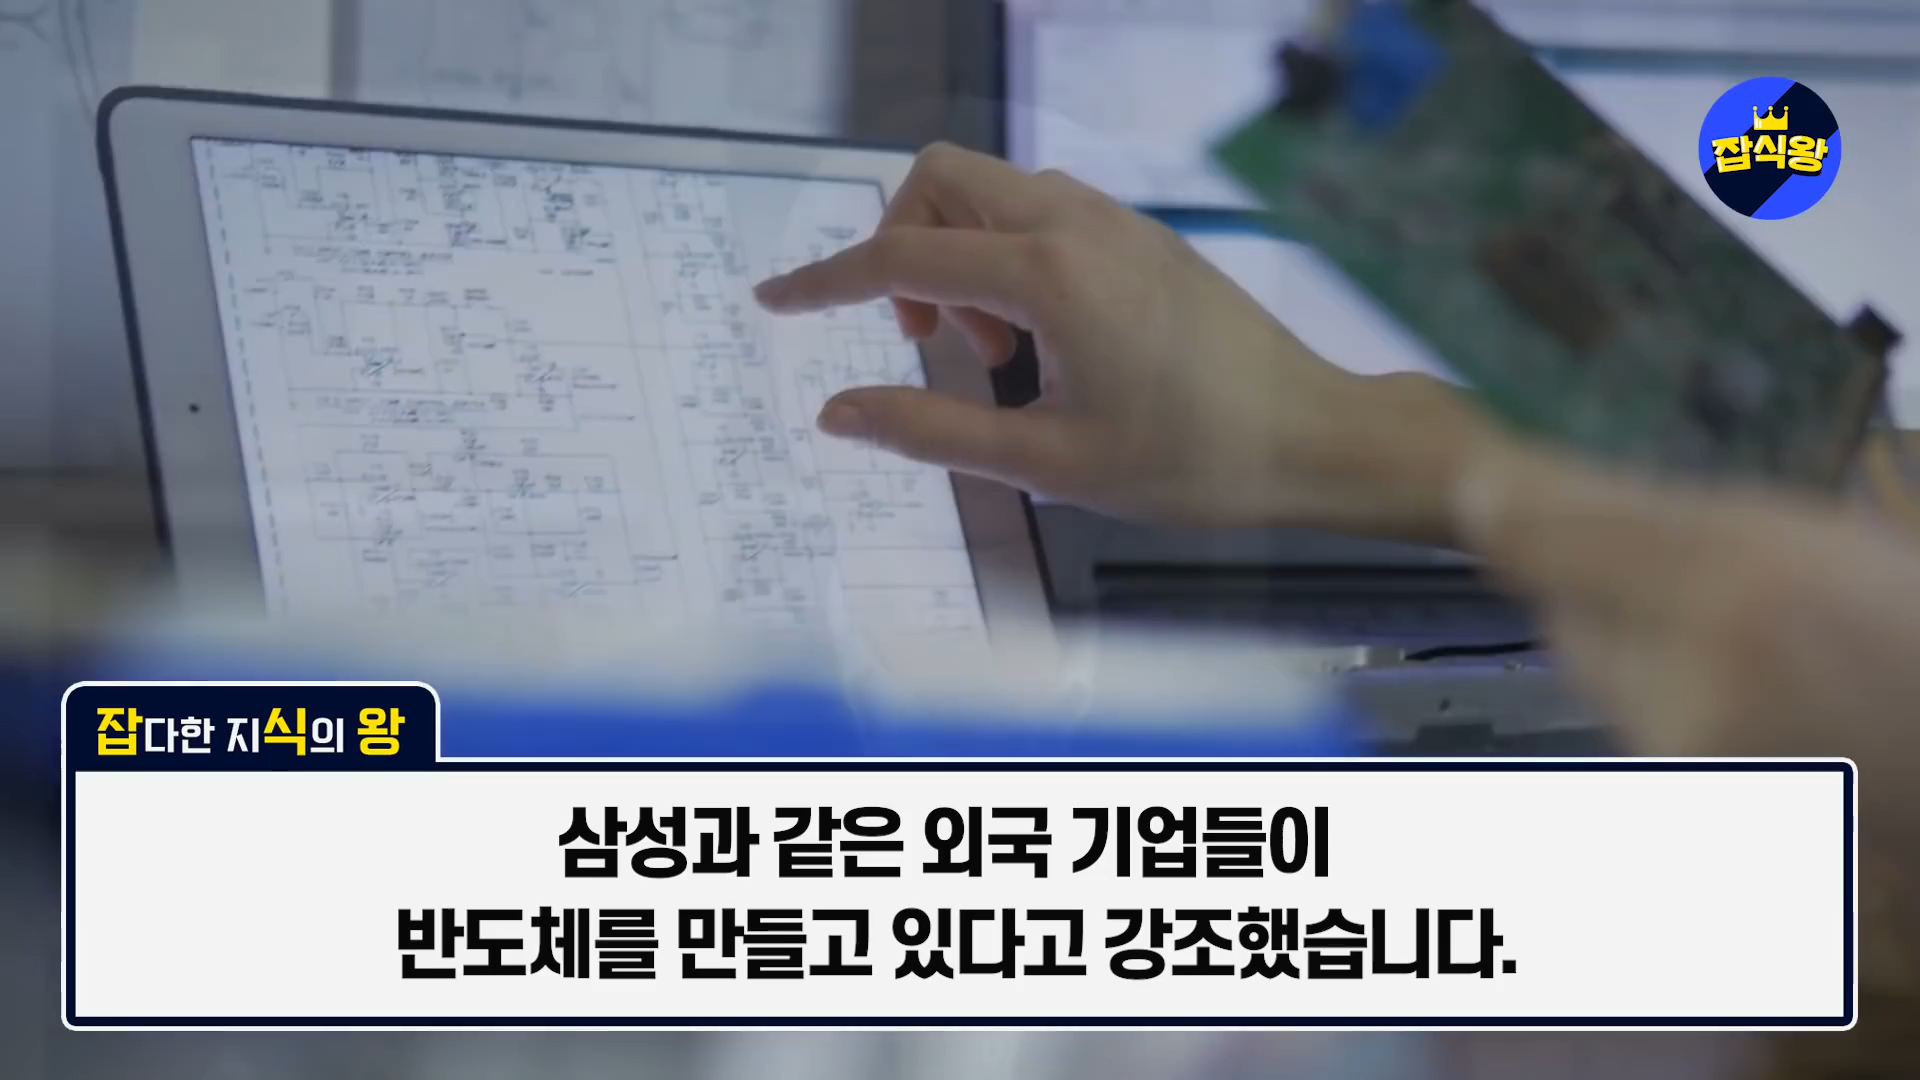 잡식왕
잡다한 지식의 왕
삼성과 같은 외국 기업들이
반도체를 만들고 있다고 강조했습니다.